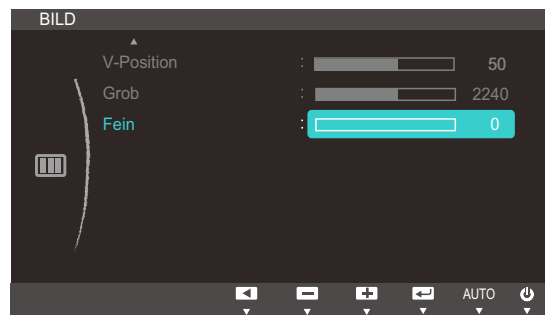 BILD
V-Position : 50
Grob : 2240
Fein : 0
AUTO